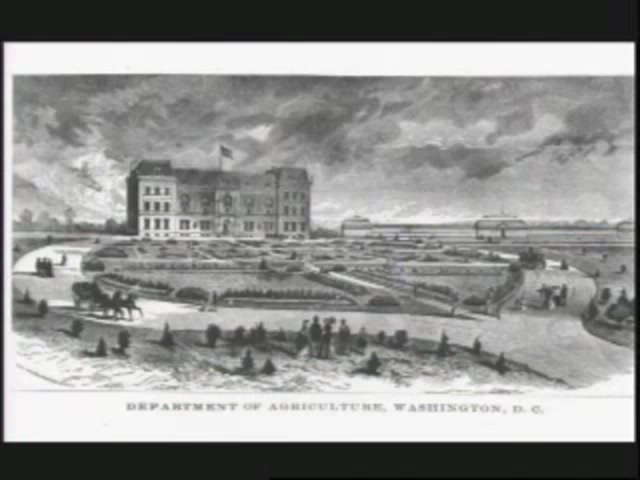 DEPARTMENT OF AGRICULTURE, WASHINGTON, D. C.